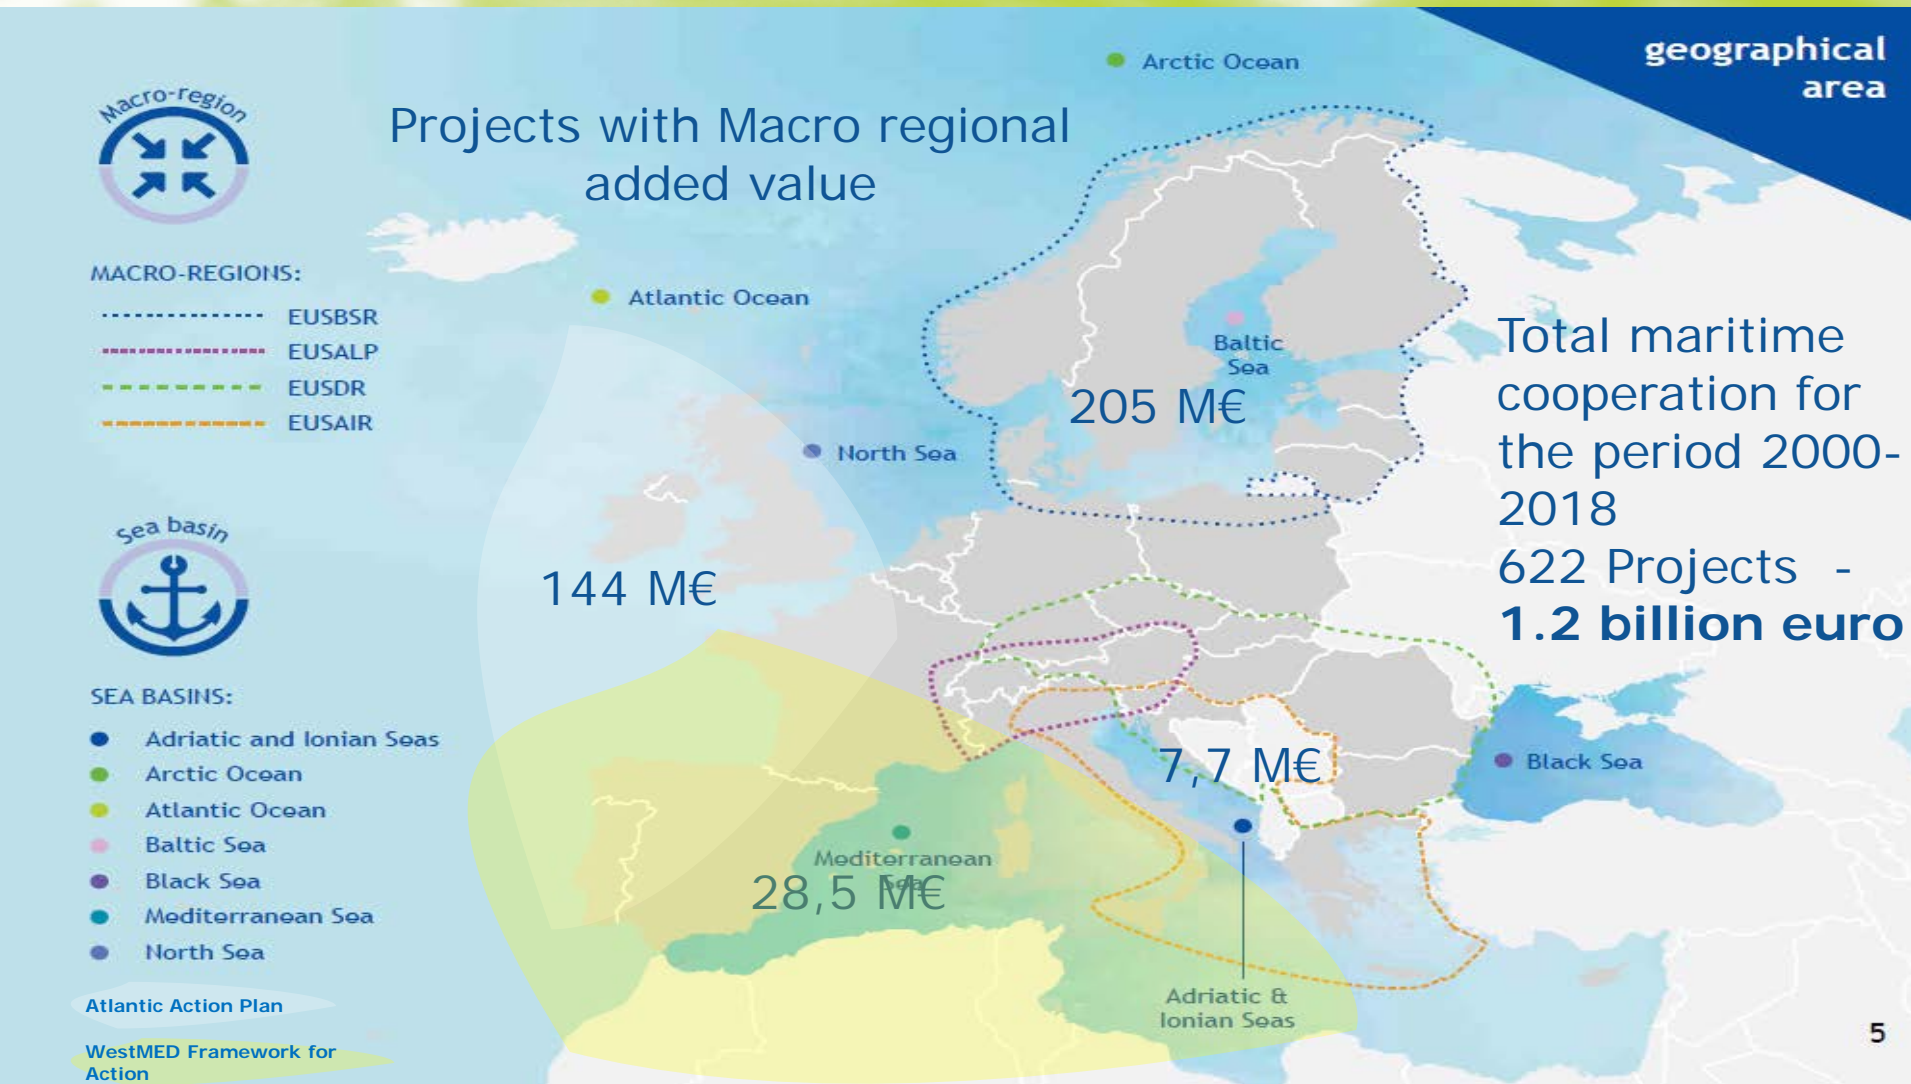 geographical
area
Macro-region
Projects with Macro regional
added value
Arctic Ocean
MACRO-REGIONS:
EUSBSR
EUSALP
EUSDR
EUSAIR
Atlantic Ocean
Baltic
Sea
205 M€
North Sea
Total maritime
cooperation for
the period 2000-
2018
622 Projects -
1.2 billion euro
Sea basin
144 M€
SEA BASINS:
Adriatic and Ionian Seas
Arctic Ocean
Atlantic Ocean
Baltic Sea
Black Sea
Mediterranean Sea
North Sea
7,7 M€
Black Sea
Mediterranean
Sea
28,5 M€
Adriatic &
Ionian Seas
Atlantic Action Plan
WestMED Framework for
Action
5